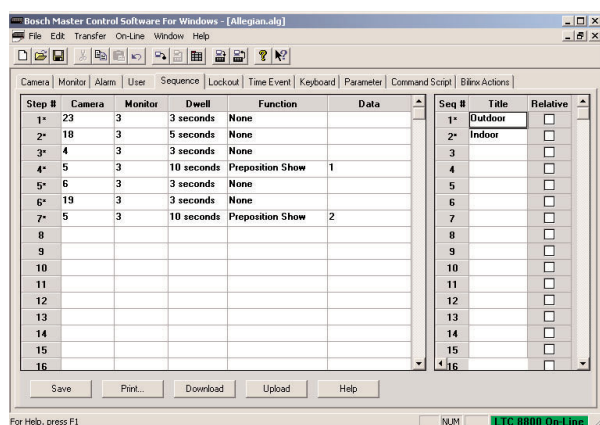 Bosch Master Control Software For Windows - [Allegian.alg]
File Edit Transfer On-Line Window Help
Camera Monitor Alarm User Sequence Lockout Time Event Keyboard Parameter Command Script Bilinx Actions
Step # Camera Monitor Dwell Function Data Seq # Title Relative
1* 23 3 3 seconds None 1* Outdoor
2* 18 3 5 seconds None 2* Indoor
3* 4 3 3 seconds None 3
4* 5 3 10 seconds Preposition Show 1 4
5* 6 3 3 seconds None 5
6* 19 3 3 seconds None 6
7* 5 3 10 seconds Preposition Show 2 7
8 8
9 9
10 10
11 11
12 12
13 13
14 14
15 15
16 16
Save Print... Download Upload Help
For Help, press F1 NUM LTC 8800 On-Line